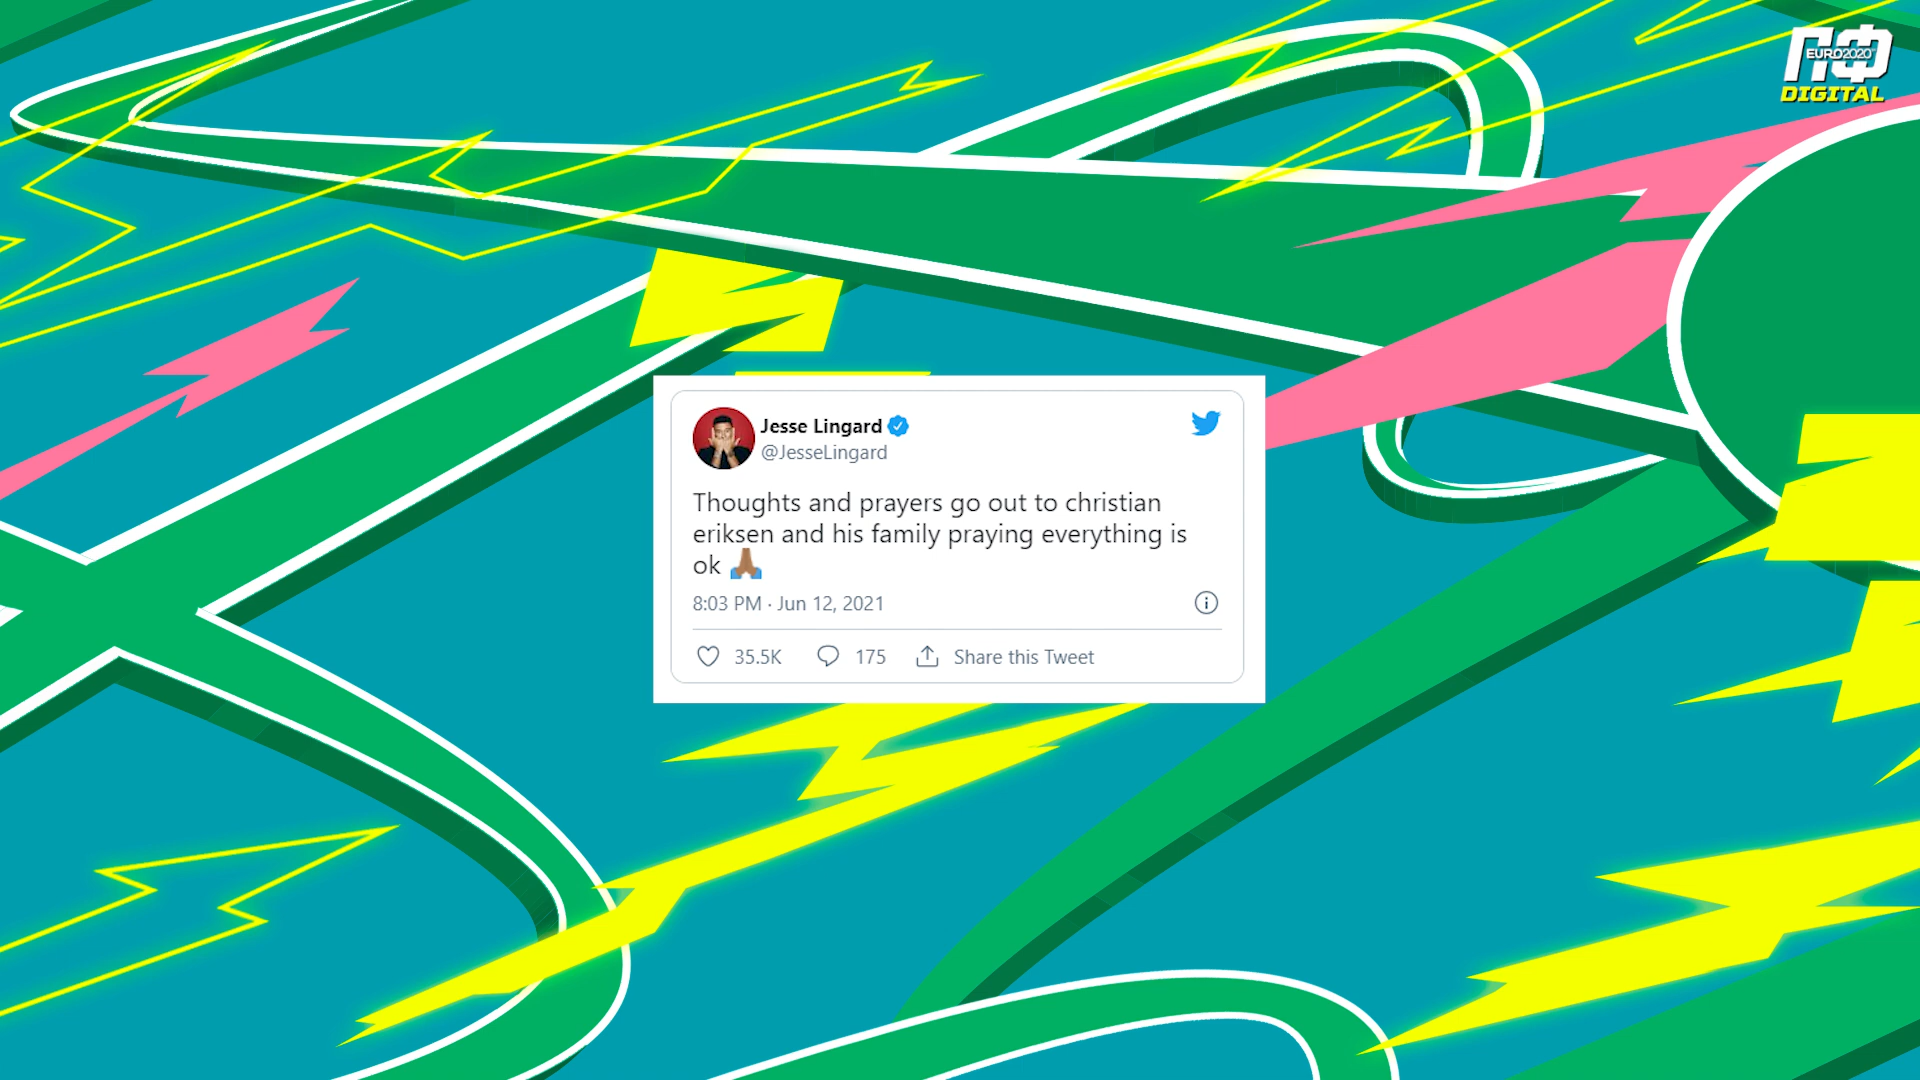 ПФ
EURO2020
DIGITAL
Jesse Lingard
@JesseLingard
Thoughts and prayers go out to christian
eriksen and his family praying everything is
ok 🙏🏾
8:03 PM · Jun 12, 2021
35.5K 175 Share this Tweet